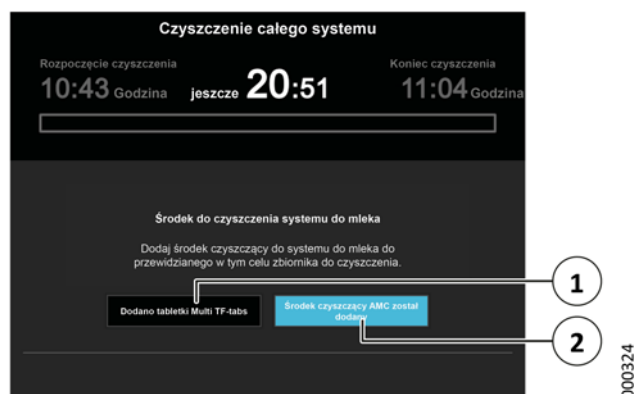 Czyszczenie całego systemu
Rozpoczęcie czyszczenia
Koniec czyszczenia
10:43 Godzina
jeszcze 20:51
11:04 Godzina
Środek do czyszczenia systemu do mleka
Dodaj środek czyszczący do systemu do mleka do
przewidzianego w tym celu zbiornika do czyszczenia.
Dodano tabletki Multi TF-tabs
Środek czyszczący AMC został
dodany
1
2
000324